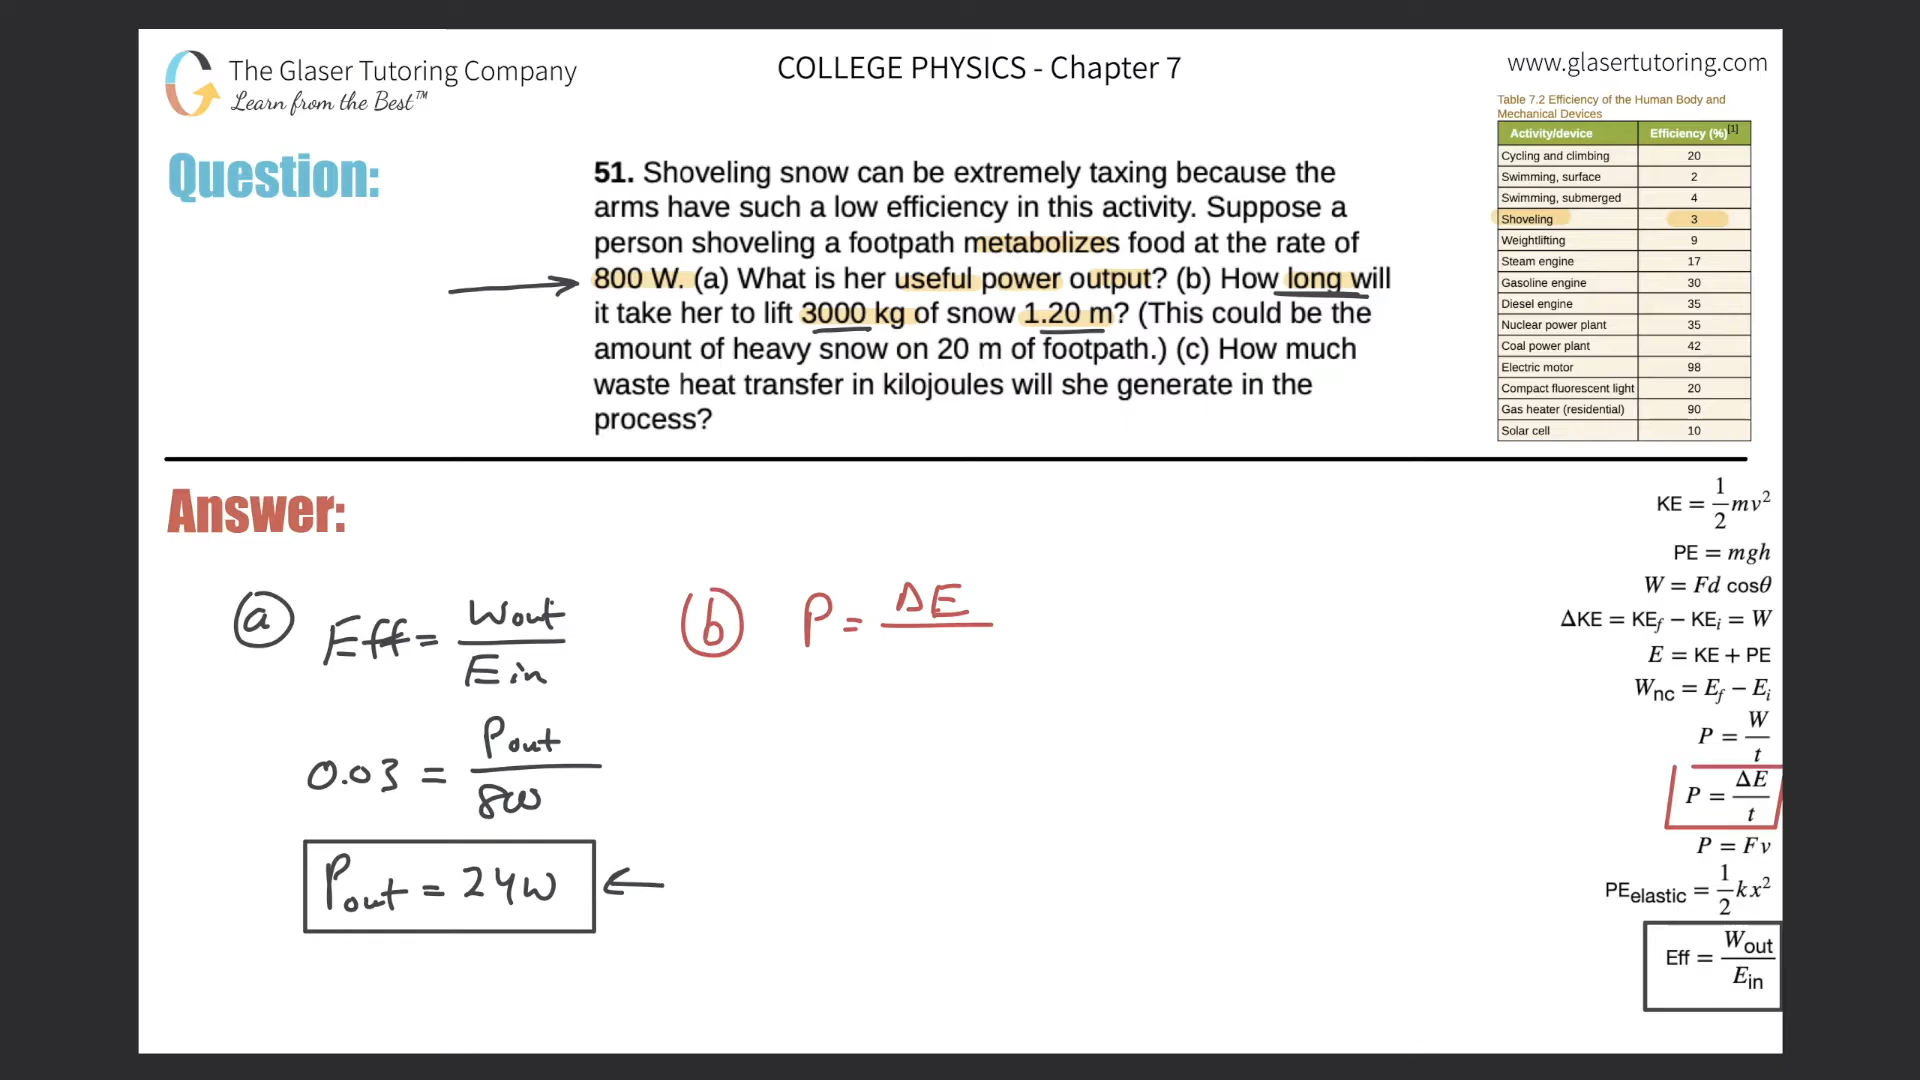 The Glaser Tutoring Company
Learn from the Best™
COLLEGE PHYSICS - Chapter 7
www.glasertutoring.com
Question:
51. Shoveling snow can be extremely taxing because the
arms have such a low efficiency in this activity. Suppose a
person shoveling a footpath metabolizes food at the rate of
800 W. (a) What is her useful power output? (b) How long will
it take her to lift 3000 kg of snow 1.20 m? (This could be the
amount of heavy snow on 20 m of footpath.) (c) How much
waste heat transfer in kilojoules will she generate in the
process?
Table 7.2 Efficiency of the Human Body and
Mechanical Devices
Activity/device Efficiency (%)[1]
Cycling and climbing 20
Swimming, surface 2
Swimming, submerged 4
Shoveling 3
Weightlifting 9
Steam engine 17
Gasoline engine 30
Diesel engine 35
Nuclear power plant 35
Coal power plant 42
Electric motor 98
Compact fluorescent light 20
Gas heater (residential) 90
Solar cell 10
Answer:
(a) Eff = Wout / Ein
0.03 = Pout / 800
Pout = 24W
(b) P = ΔE
KE = 1/2 mv²
PE = mgh
W = Fd cosθ
ΔKE = KEf − KEi = W
E = KE + PE
Wnc = Ef − Ei
P = W/t
P = ΔE/t
P = Fv
PEelastic = 1/2 kx²
Eff = Wout/Ein